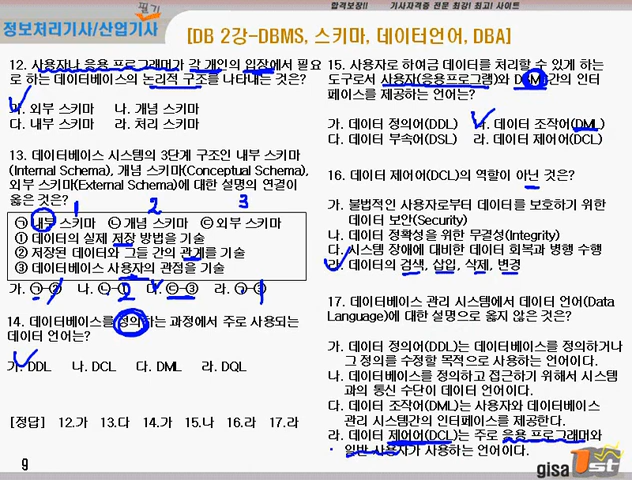 필기
정보처리기사/산업기사
합격보장!! 기사자격증 전문 최강! 최고! 사이트
[DB 2강-DBMS, 스키마, 데이터언어, DBA]
12. 사용자나 응용 프로그래머가 각 개인의 입장에서 필요
로 하는 데이터베이스의 논리적 구조를 나타내는 것은?
가. 외부 스키마 나. 개념 스키마
다. 내부 스키마 라. 처리 스키마
13. 데이터베이스 시스템의 3단계 구조인 내부 스키마
(Internal Schema), 개념 스키마(Conceptual Schema),
외부 스키마(External Schema)에 대한 설명의 연결이
옳은 것은?
1 2 3
㉠ 내부 스키마 ㉡ 개념 스키마 ㉢ 외부 스키마
① 데이터의 실제 저장 방법을 기술
② 저장된 데이터와 그들 간의 관계를 기술
③ 데이터베이스 사용자의 관점을 기술
가. ㉠-② 나. ㉡-① 다. ㉢-③ 라. ㉠-③
1 2 1
14. 데이터베이스를 정의하는 과정에서 주로 사용되는
데이터 언어는?
가. DDL 나. DCL 다. DML 라. DQL
[정답] 12.가 13.다 14.가 15.나 16.라 17.라
9
15. 사용자로 하여금 데이터를 처리할 수 있게 하는
도구로서 사용자(응용프로그램)와 DBMS간의 인터
페이스를 제공하는 언어는?
가. 데이터 정의어(DDL) 나. 데이터 조작어(DML)
다. 데이터 부속어(DSL) 라. 데이터 제어어(DCL)
16. 데이터 제어어(DCL)의 역할이 아닌 것은?
가. 불법적인 사용자로부터 데이터를 보호하기 위한
데이터 보안(Security)
나. 데이터 정확성을 위한 무결성(Integrity)
다. 시스템 장애에 대비한 데이터 회복과 병행 수행
라. 데이터의 검색, 삽입, 삭제, 변경
17. 데이터베이스 관리 시스템에서 데이터 언어(Data
Language)에 대한 설명으로 옳지 않은 것은?
가. 데이터 정의어(DDL)는 데이터베이스를 정의하거나
그 정의를 수정할 목적으로 사용하는 언어이다.
나. 데이터베이스를 정의하고 접근하기 위해서 시스템
과의 통신 수단이 데이터 언어이다.
다. 데이터 조작어(DML)는 사용자와 데이터베이스
관리 시스템간의 인터페이스를 제공한다.
라. 데이터 제어어(DCL)는 주로 응용 프로그래머와
일반 사용자가 사용하는 언어이다.
gisa1st